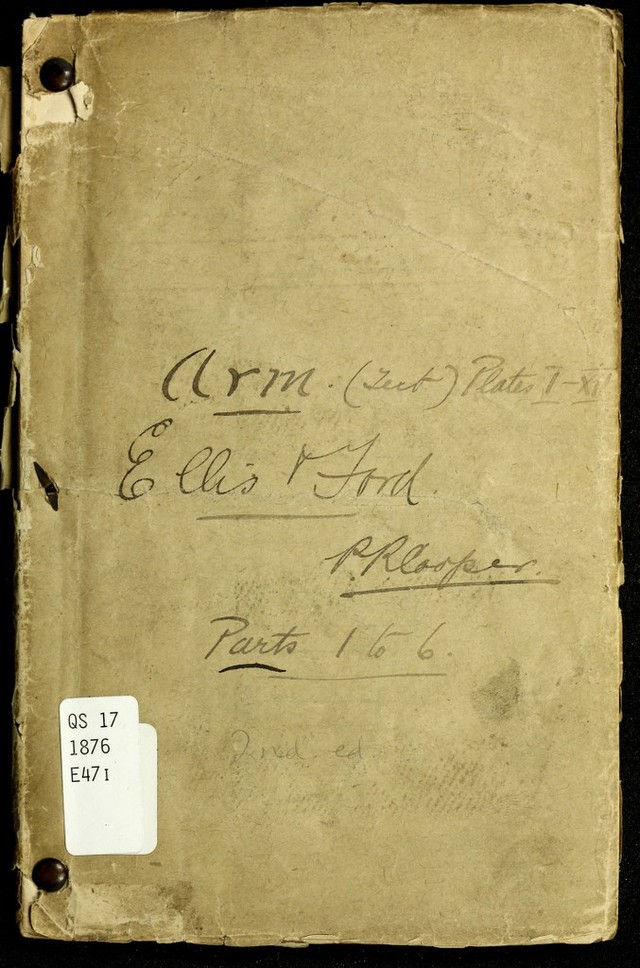 Arm. (Text) Plates I-XII
Ellis & Ford.
R R Cooper.
Parts 1 to 6.
2nd ed
QS 17
1876
E47i